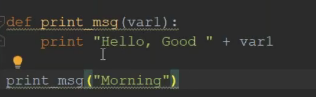 def print_msg(var1):
    print "Hello, Good " + var1
print_msg("Morning")